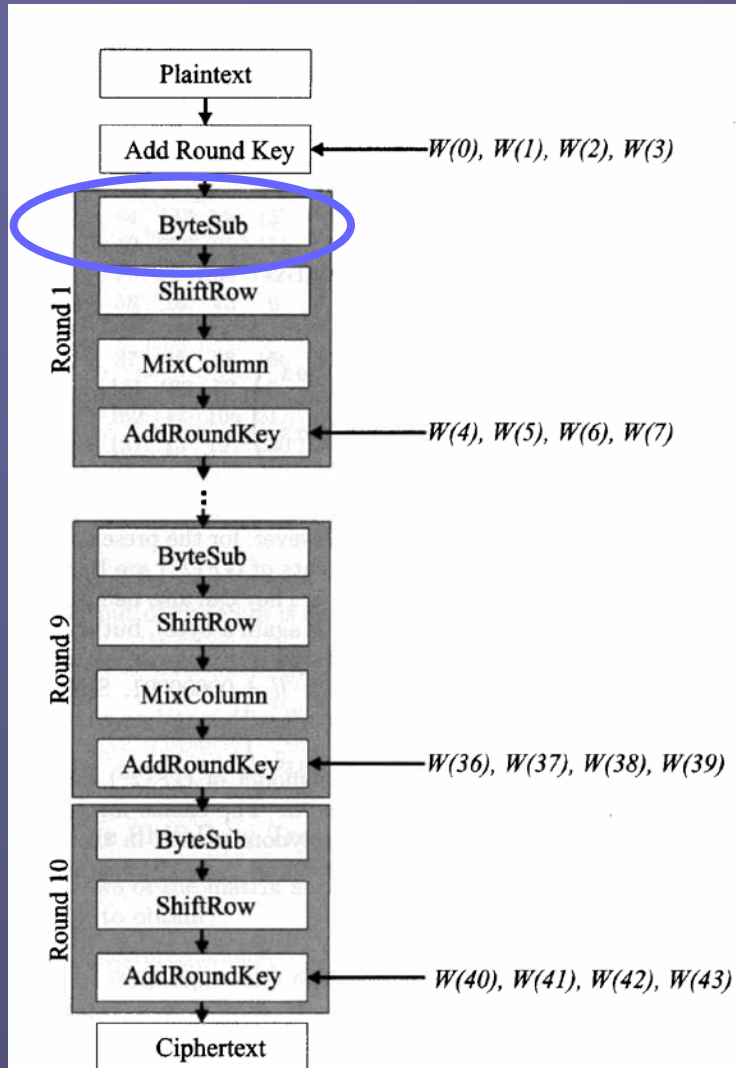 Plaintext
Add Round Key
W(0), W(1), W(2), W(3)
Round 1
ByteSub
ShiftRow
MixColumn
AddRoundKey
W(4), W(5), W(6), W(7)
...
Round 9
ByteSub
ShiftRow
MixColumn
AddRoundKey
W(36), W(37), W(38), W(39)
Round 10
ByteSub
ShiftRow
AddRoundKey
W(40), W(41), W(42), W(43)
Ciphertext